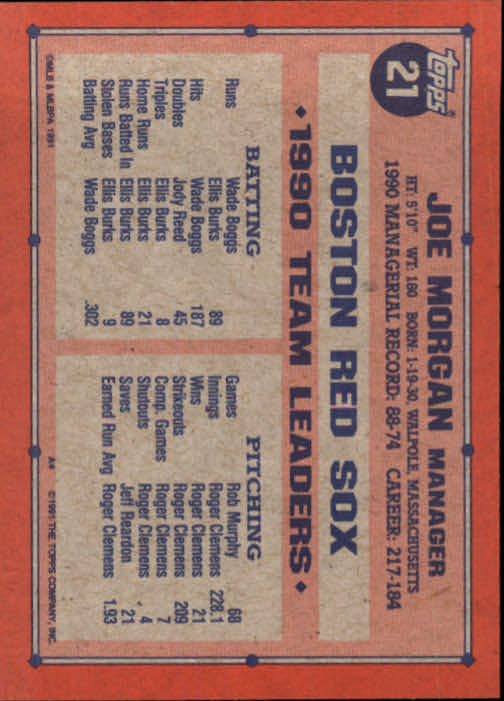 topps®
21
JOE MORGAN MANAGER
HT: 5'10" WT: 180 BORN: 1-19-30, WALPOLE, MASSACHUSETTS
1990 MANAGERIAL RECORD: 88-74 CAREER: 217-184
BOSTON RED SOX
• 1990 TEAM LEADERS •
BATTING
Runs Wade Boggs
Ellis Burks 89
Hits Wade Boggs 187
Doubles Jody Reed 45
Triples Ellis Burks 8
Home Runs Ellis Burks 21
Runs Batted In Ellis Burks 89
Stolen Bases Ellis Burks 9
Batting Avg Wade Boggs .302
PITCHING
Games Rob Murphy 68
Innings Roger Clemens 228.1
Wins Roger Clemens 21
Strikeouts Roger Clemens 209
Comp. Games Roger Clemens 7
Shutouts Roger Clemens 4
Saves Jeff Reardon 21
Earned Run Avg Roger Clemens 1.93
©MLB & MLBPA 1991
A* ©1991 THE TOPPS COMPANY, INC.